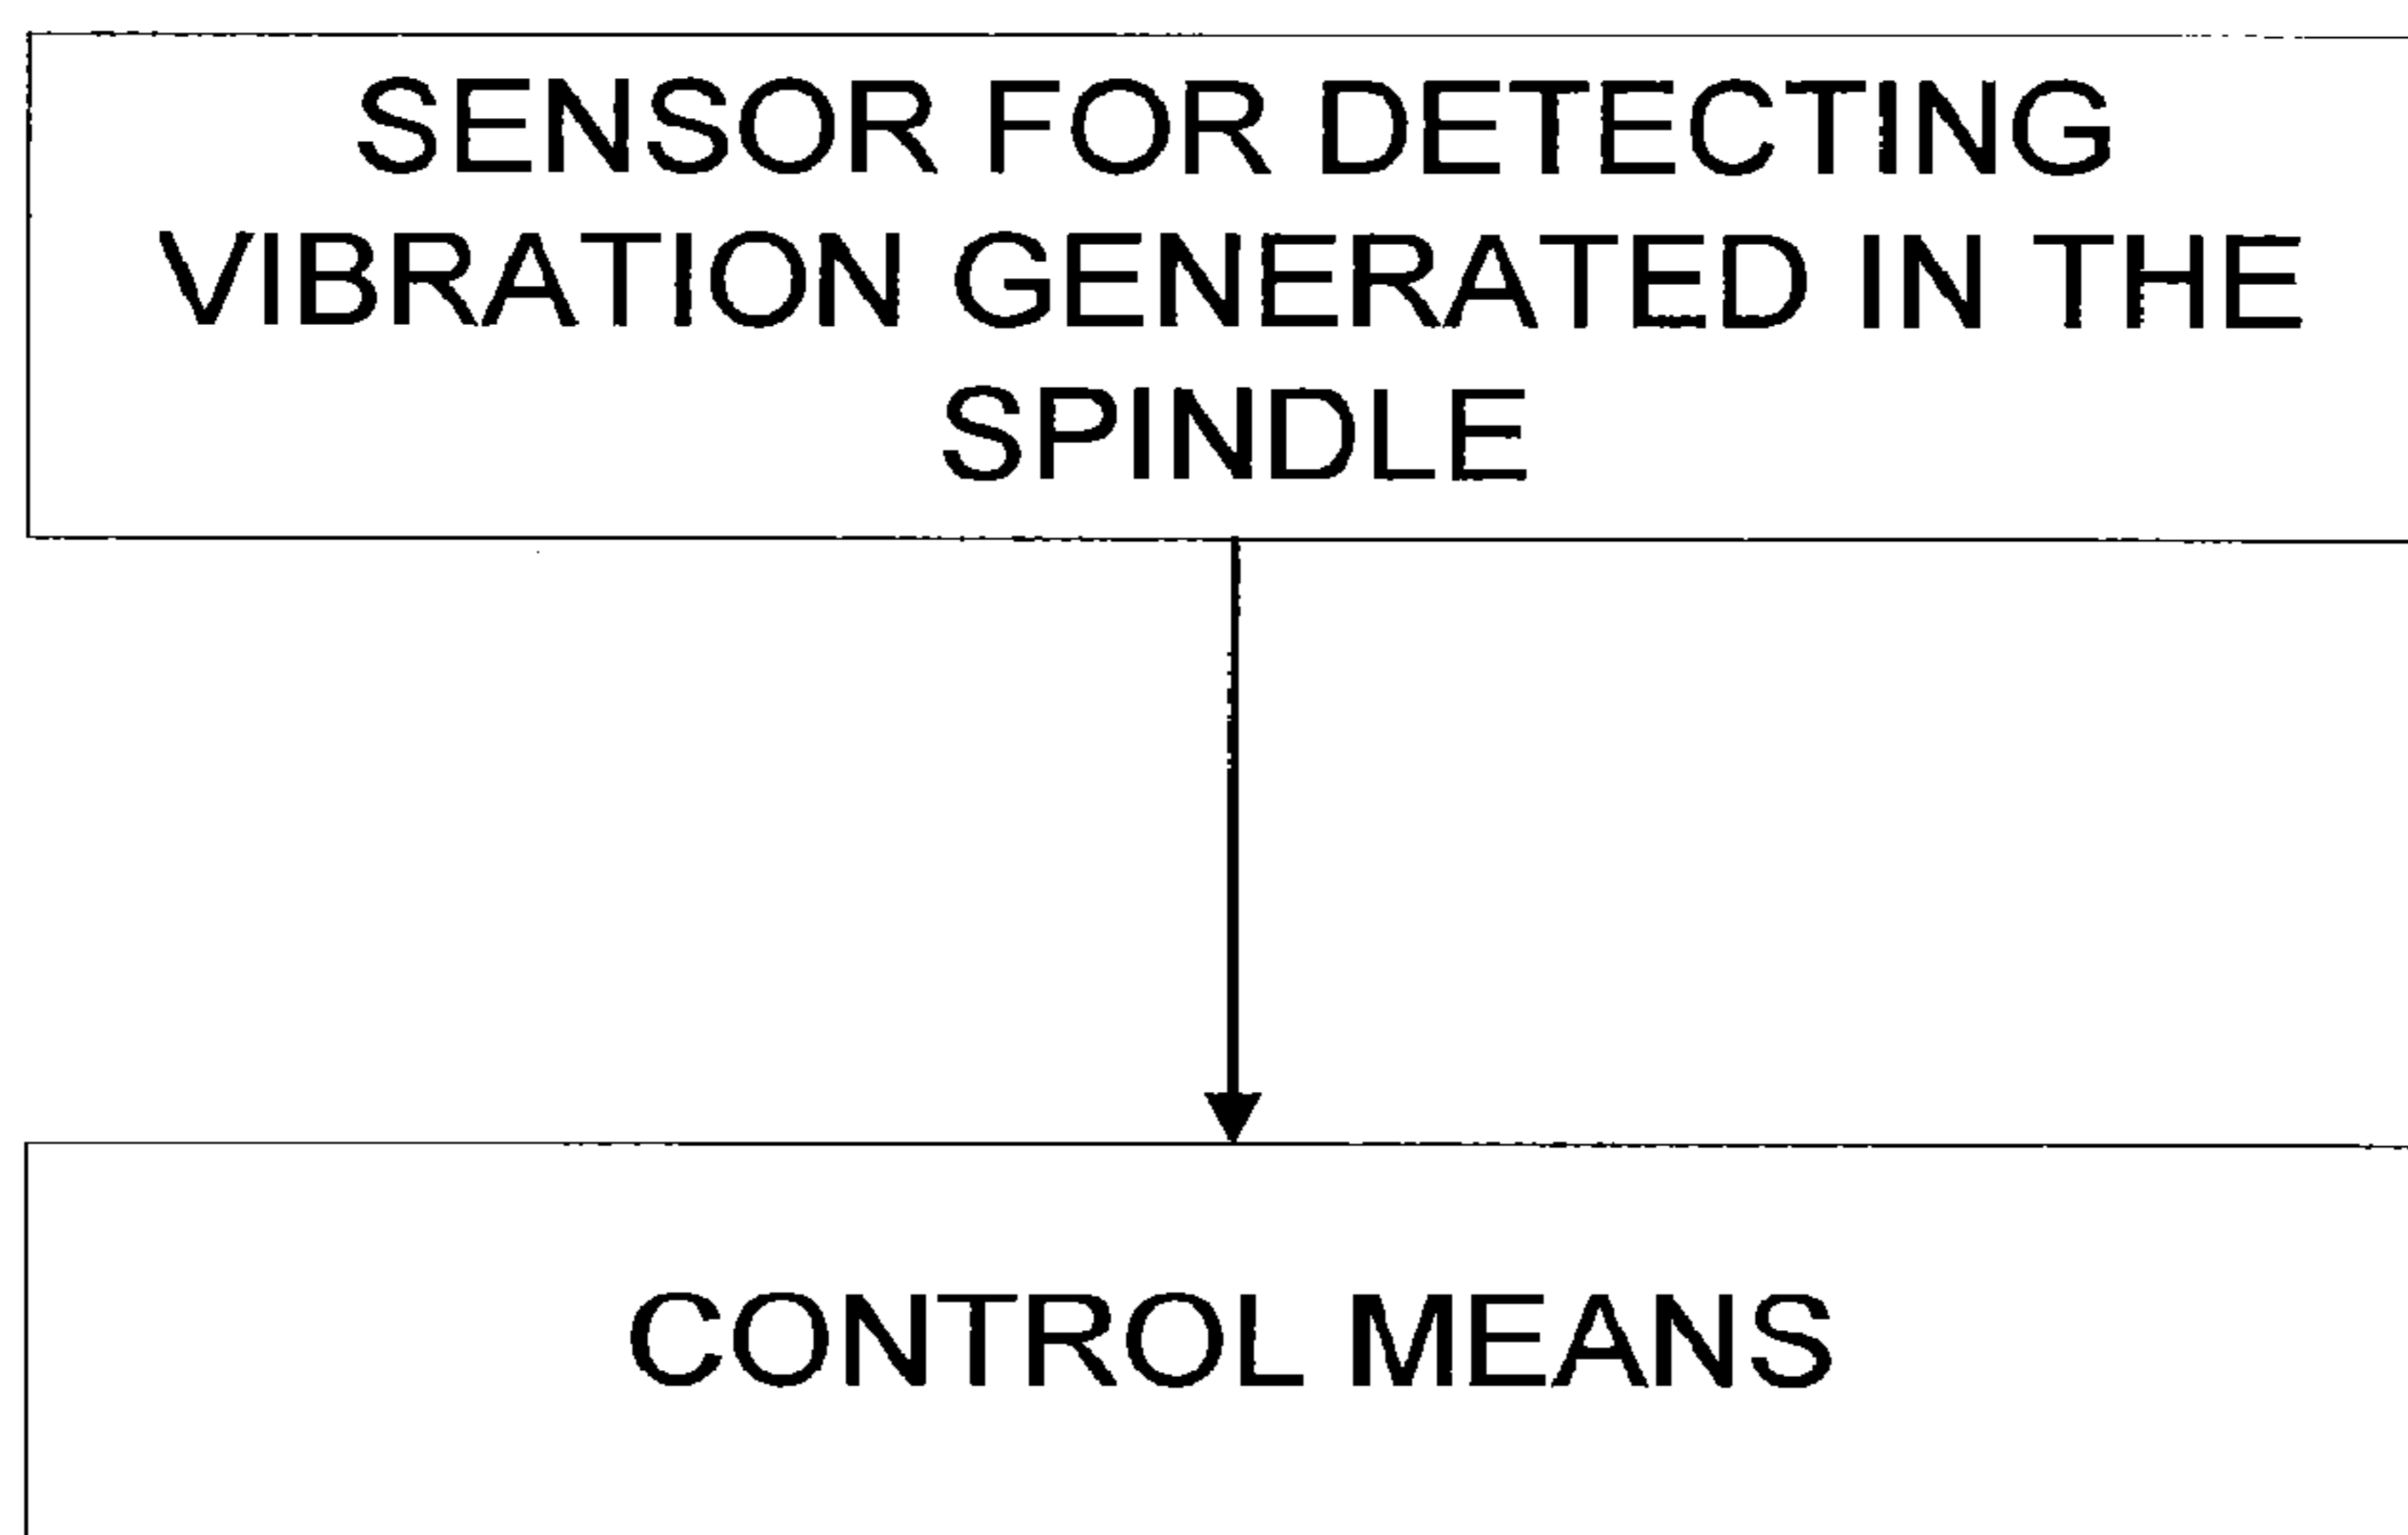 SENSOR FOR DETECTING
VIBRATION GENERATED IN THE
SPINDLE
CONTROL MEANS